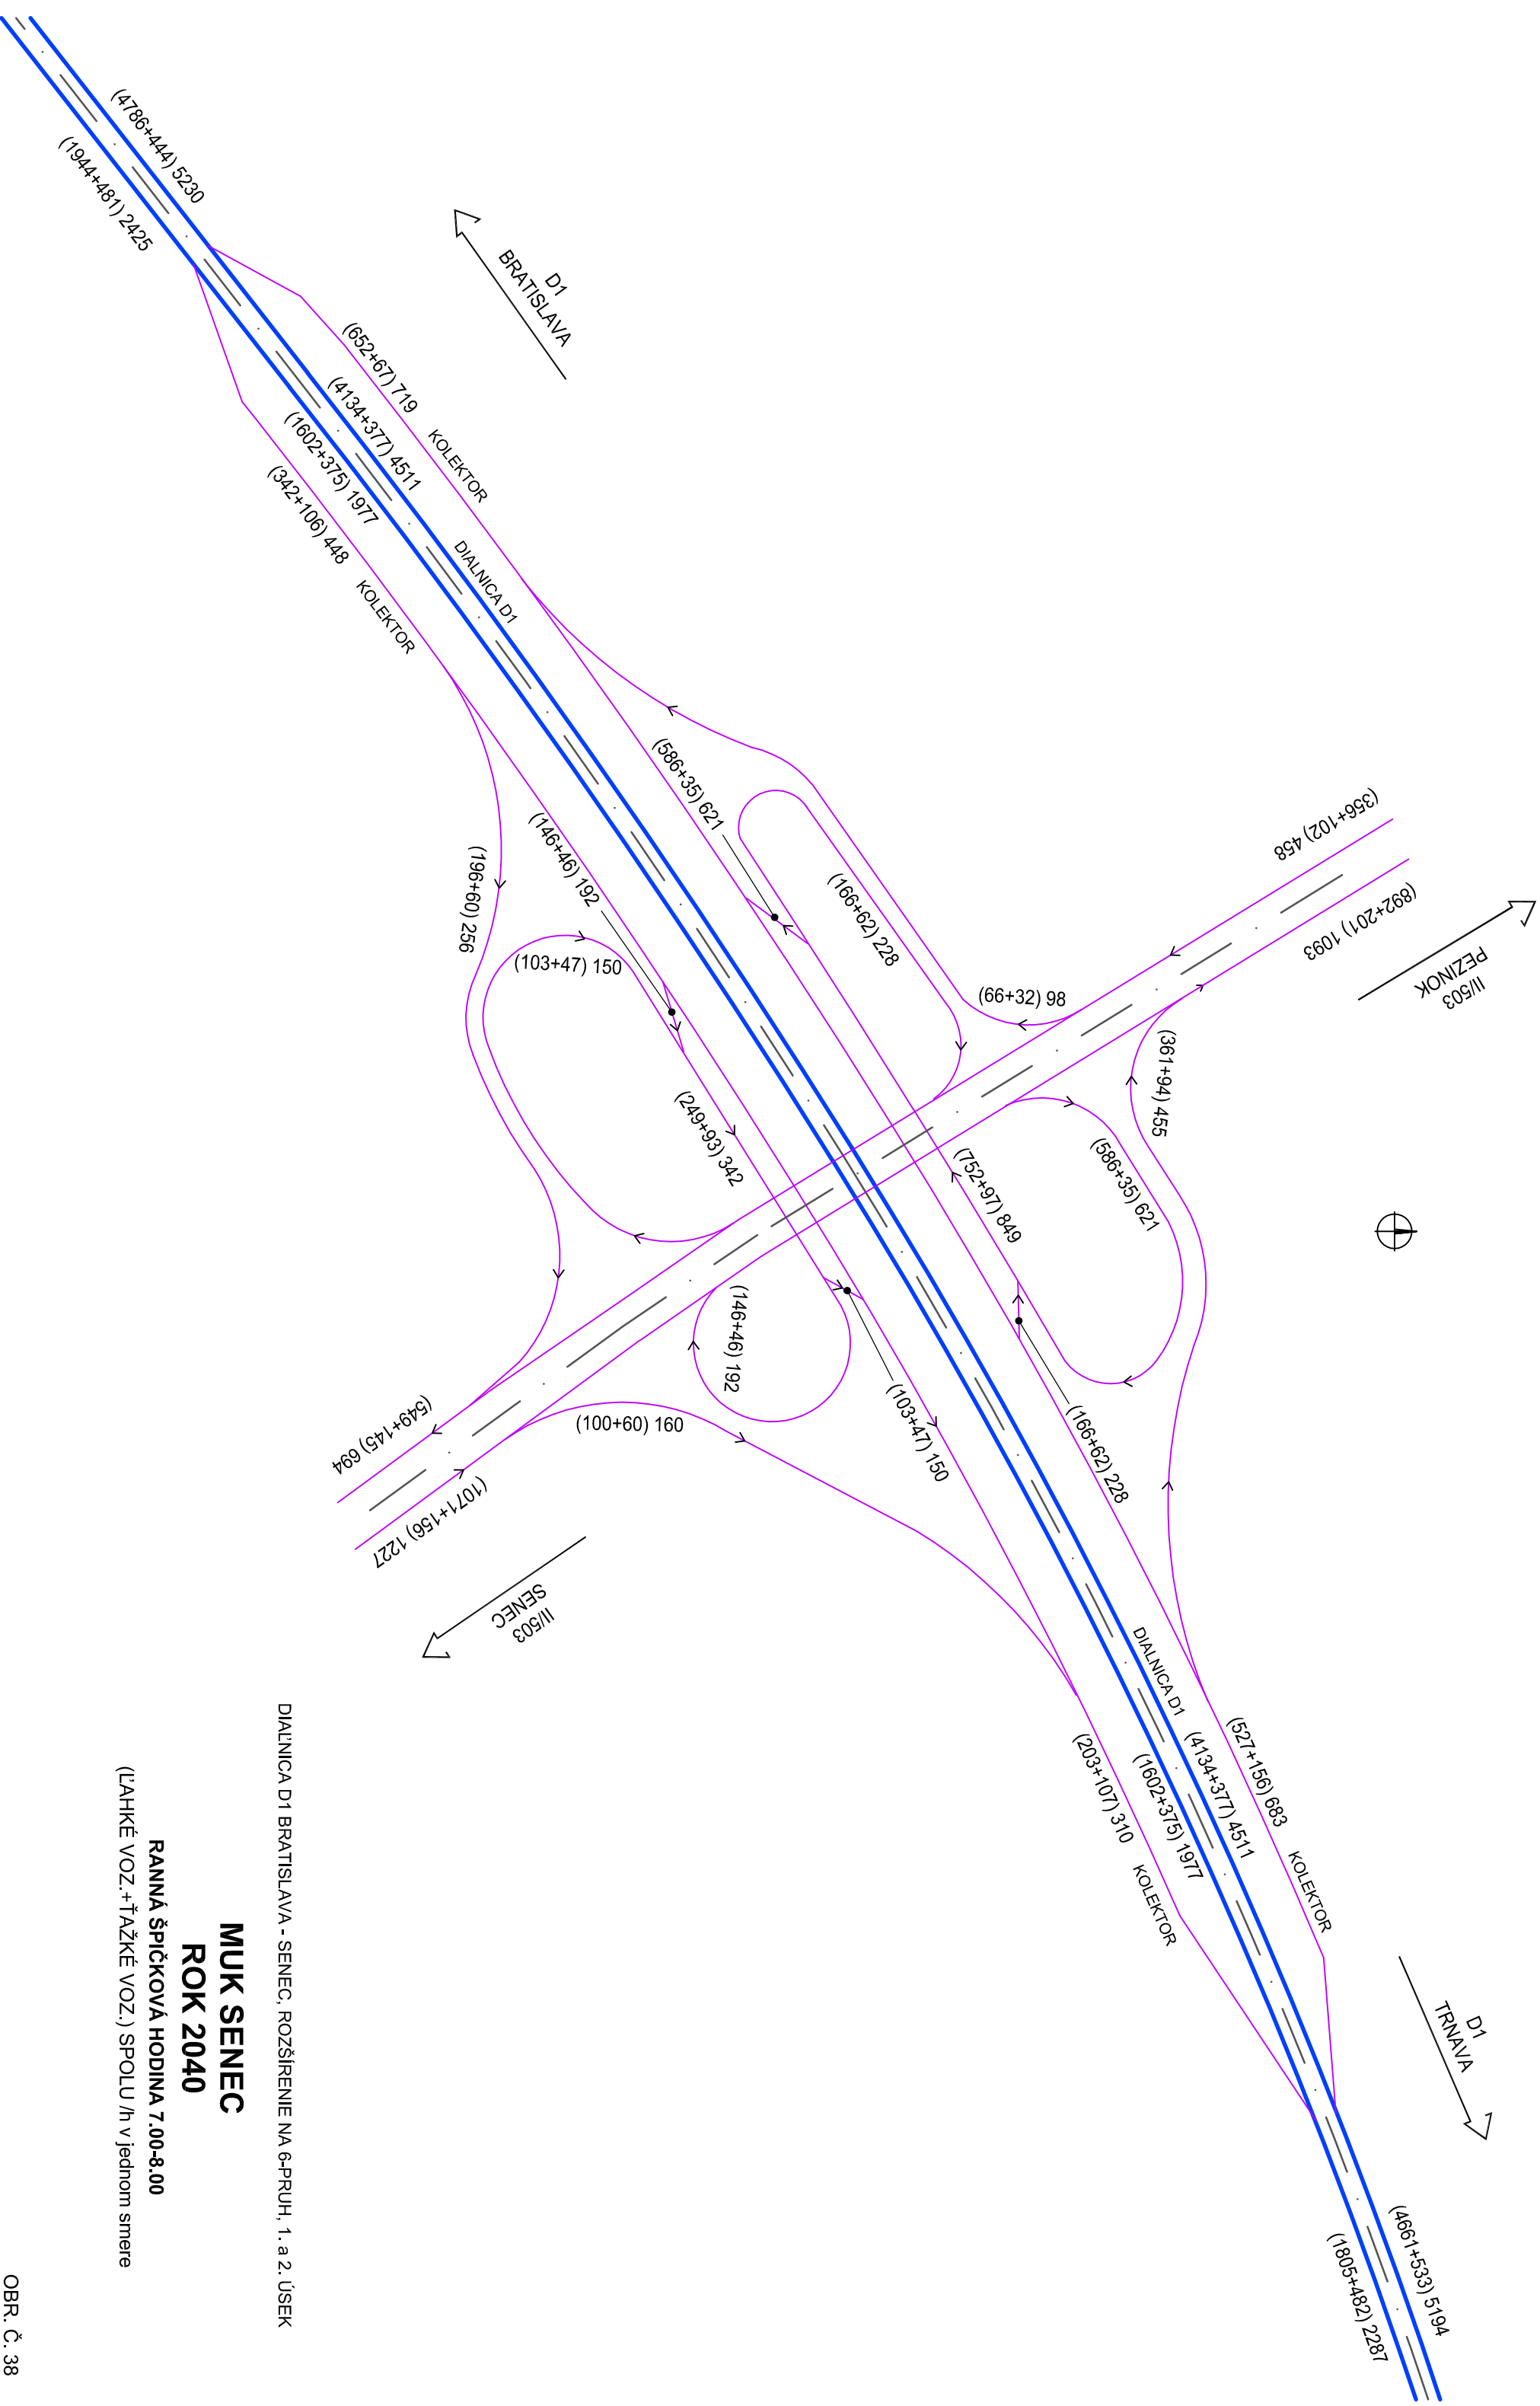 (4786+444) 5230
(1944+481) 2425
D1
BRATISLAVA
(652+67) 719
KOLEKTOR
(4134+377) 4511
(1602+375) 1977
(342+106) 448
KOLEKTOR
DIALNICA D1
(586+35) 621
(146+46) 192
(196+60) 256
(103+47) 150
(166+62) 228
(66+32) 98
(356+102) 458
(892+201) 1093
II/503
PEZINOK
(361+94) 455
(586+35) 621
(752+97) 849
(249+93) 342
(146+46) 192
(103+47) 150
(166+62) 228
(100+60) 160
(549+145) 694
(1071+156) 1227
II/503
SENEC
DIALNICA D1
(527+156) 683
KOLEKTOR
(4134+377) 4511
(1602+375) 1977
(203+107) 310
KOLEKTOR
D1
TRNAVA
(4661+533) 5194
(1805+482) 2287
DIAĽNICA D1 BRATISLAVA - SENEC, ROZŠÍRENIE NA 6-PRUH, 1. a 2. ÚSEK
MUK SENEC
ROK 2040
RANNÁ ŠPIČKOVÁ HODINA 7.00-8.00
(ĽAHKÉ VOZ.+ŤAŽKÉ VOZ.) SPOLU /h v jednom smere
OBR. Č. 38